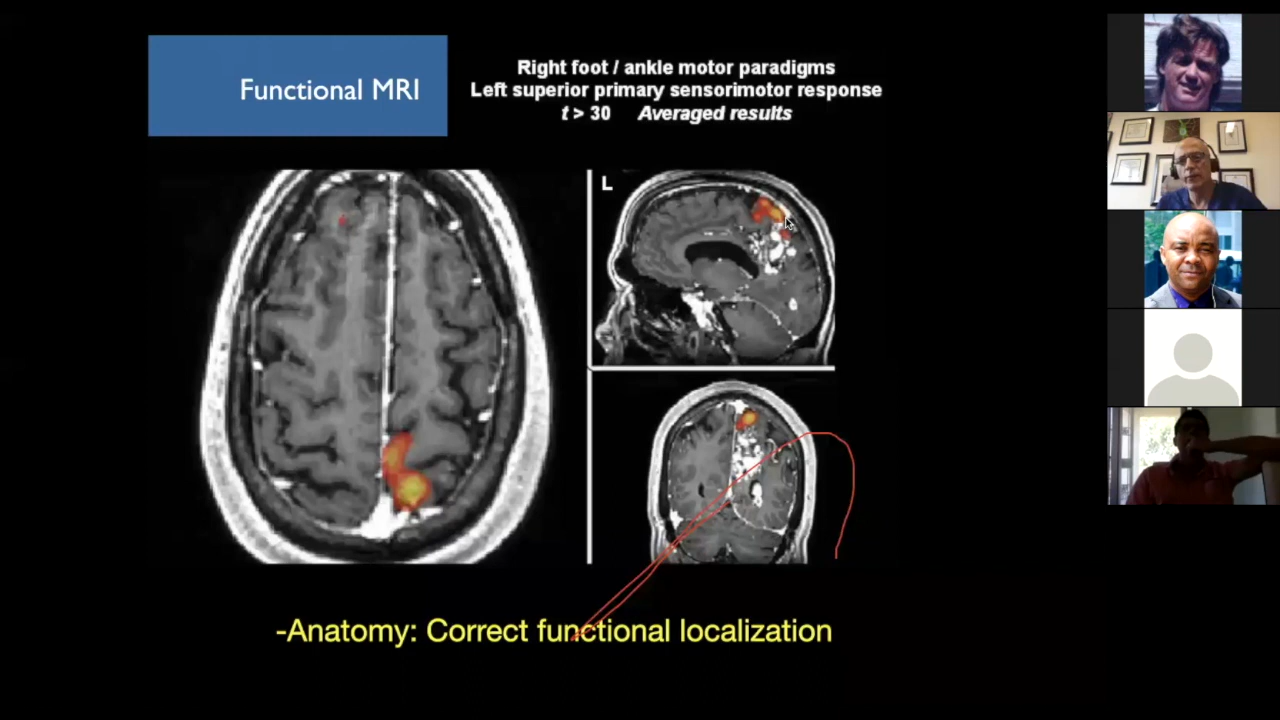 Functional MRI
Right foot / ankle motor paradigms
Left superior primary sensorimotor response
t > 30 Averaged results
L
-Anatomy: Correct functional localization